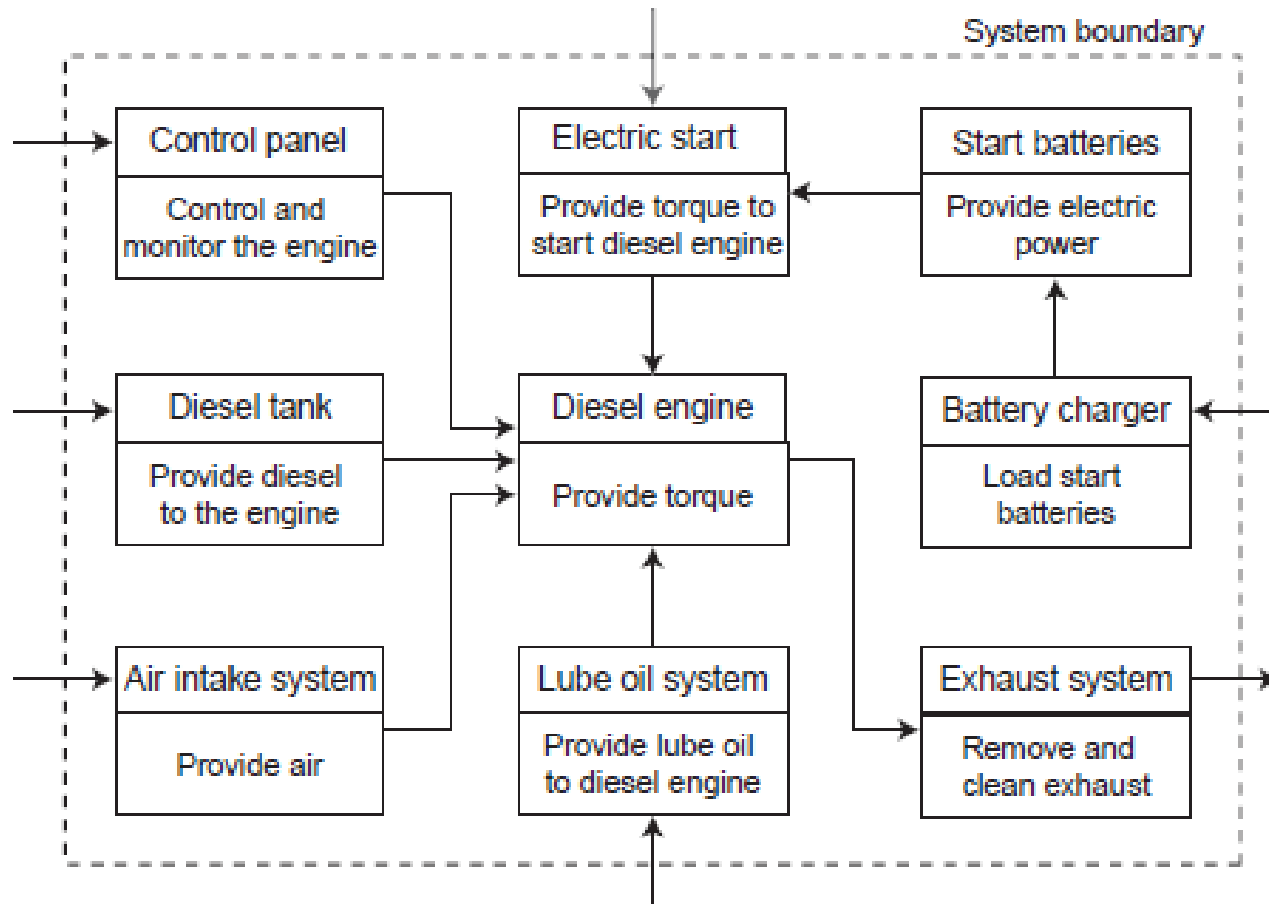 System boundary
Control panel
Control and
monitor the engine
Electric start
Provide torque to
start diesel engine
Start batteries
Provide electric
power
Diesel tank
Provide diesel
to the engine
Diesel engine
Provide torque
Battery charger
Load start
batteries
Air intake system
Provide air
Lube oil system
Provide lube oil
to diesel engine
Exhaust system
Remove and
clean exhaust